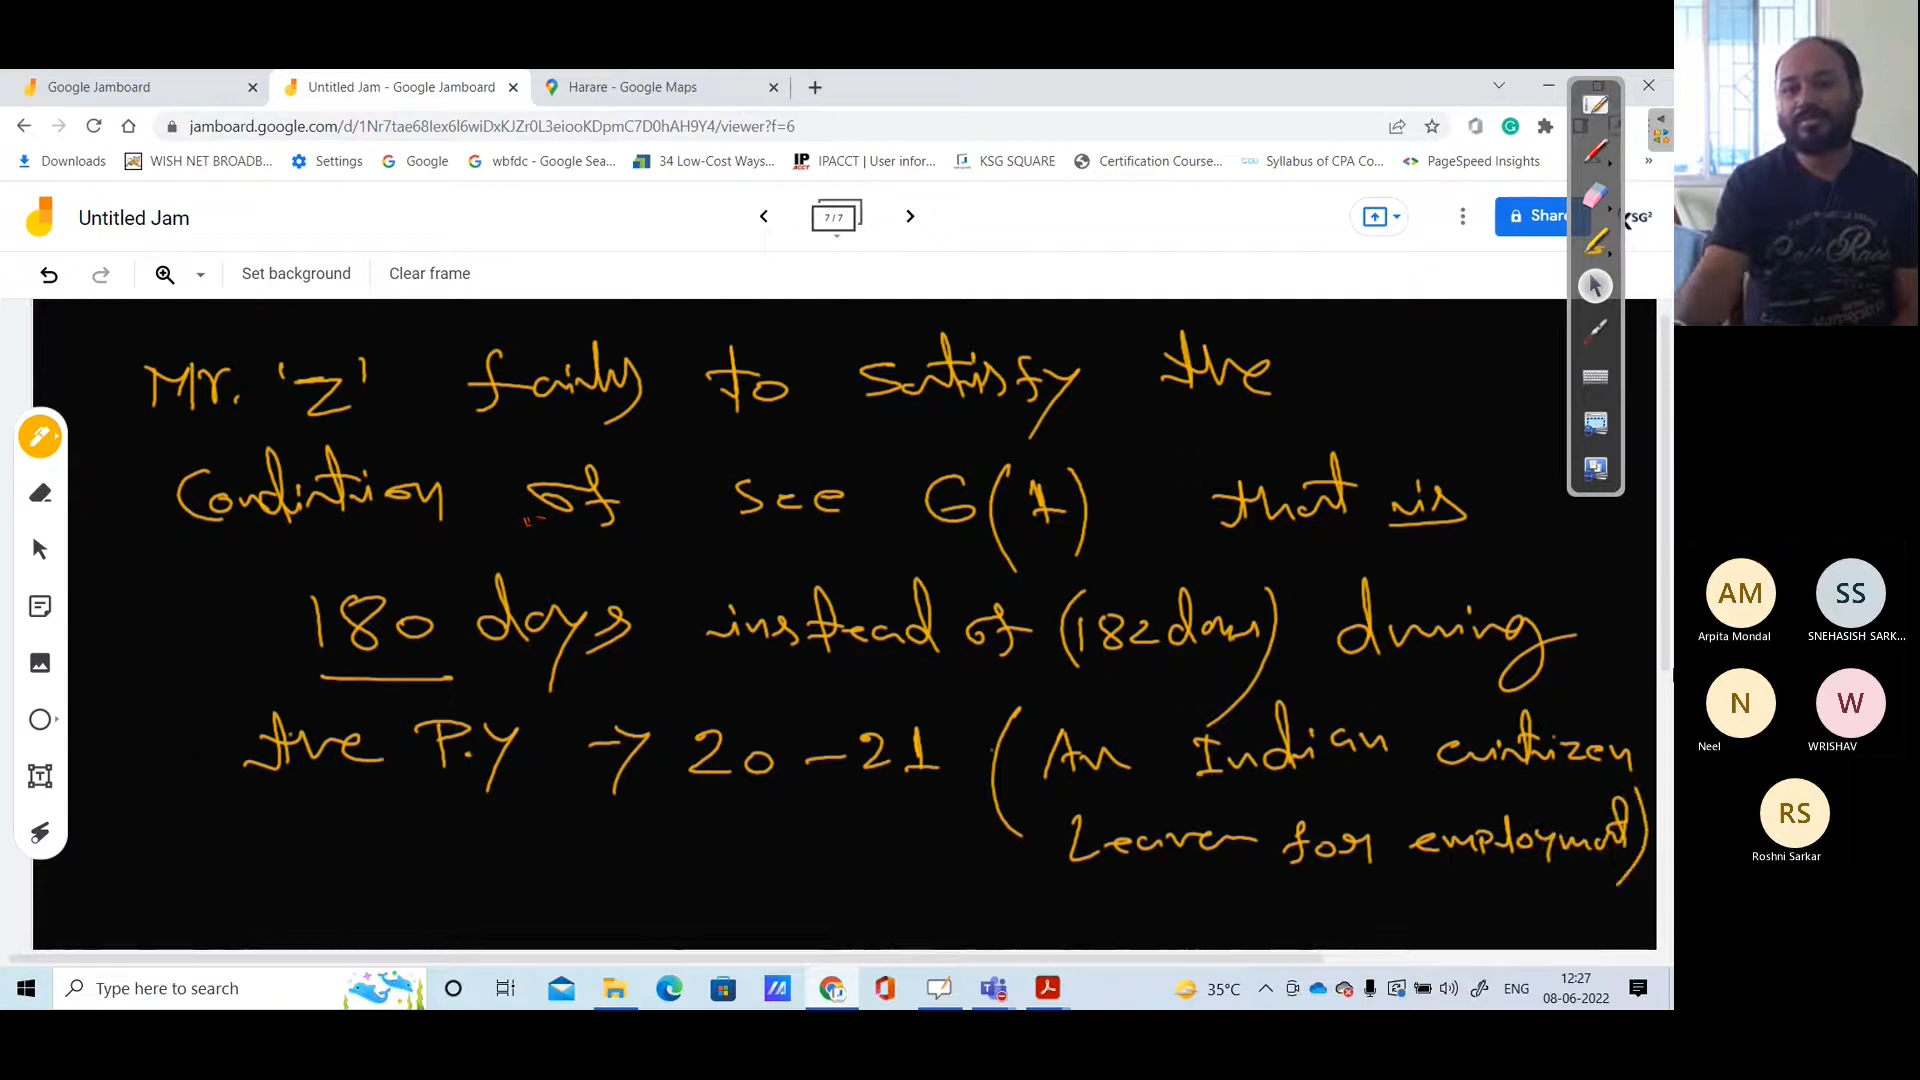 Google Jamboard
Untitled Jam - Google Jamboard
Harare - Google Maps
jamboard.google.com/d/1Nr7tae68Iex6l6wiDxKJZr0L3eiooKDpmC7D0hAH9Y4/viewer?f=6
Downloads WISH NET BROADB... Settings Google wbfdc - Google Sea... 34 Low-Cost Ways... IPACCT | User infor... KSG SQUARE Certification Course... Syllabus of CPA Co... PageSpeed Insights
Untitled Jam
7/7
Share
KSG²
Set background Clear frame
Mr. 'Z' to satisfy the
Condition of see 6(1) that is
180 days instead of (182 days) during
the P.Y → 20-21 (An Indian
for employment)
AM
Arpita Mondal
SS
SNEHASISH SARK...
N
Neel
W
WRISHAV
RS
Roshni Sarkar
Type here to search
35°C
ENG
12:27
08-06-2022